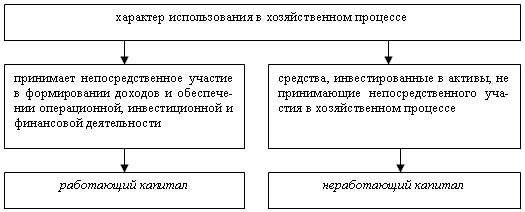 характер использования в хозяйственном процессе
принимает непосредственное участие
в формировании доходов и обеспече-
нии операционной, инвестиционной и
финансовой деятельности
средства, инвестированные в активы, не
принимающие непосредственного уча-
стия в хозяйственном процессе
работающий капитал
неработающий капитал